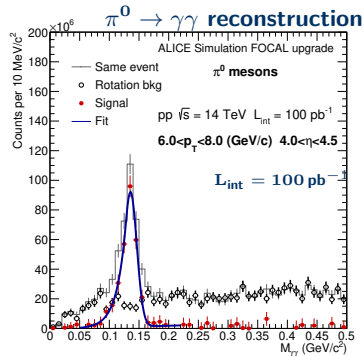 π⁰ → γγ reconstruction
×10⁶
ALICE Simulation FOCAL upgrade
π⁰ mesons
pp √s = 14 TeV L_int = 100 pb⁻¹
6.0<p_T<8.0 (GeV/c) 4.0<η<4.5
L_int = 100 pb⁻¹
Same event
Rotation bkg
Signal
Fit
Counts per 10 MeV/c²
200
180
160
140
120
100
80
60
40
20
0
0 0.05 0.1 0.15 0.2 0.25 0.3 0.35 0.4 0.45 0.5
M_γγ (GeV/c²)